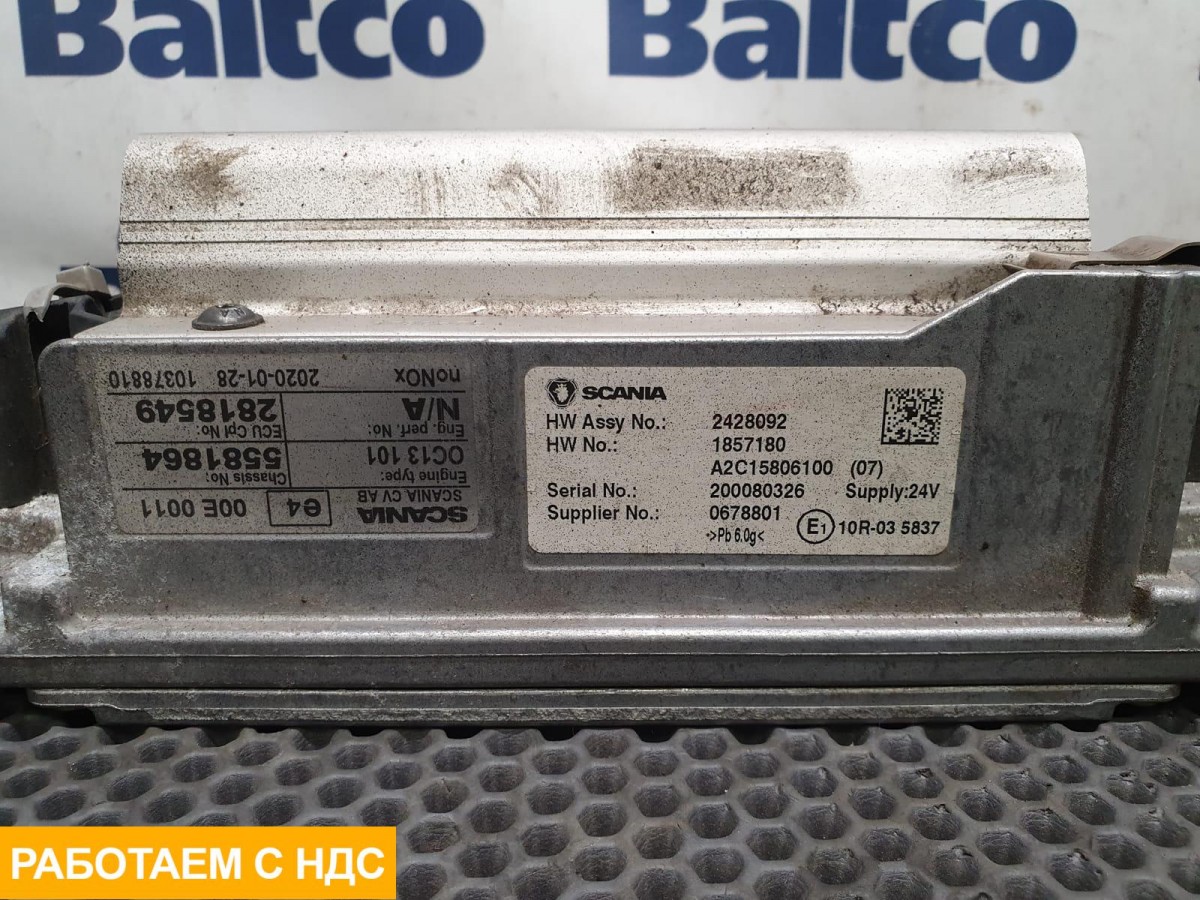 Baltco Baltco
SCANIA
SCANIA CV AB
e4
00E 0011
Engine type:
OC13 101
Chassis No:
5581864
Eng. perf. No:
N/A
ECU Cpl No:
2818549
noNOx
2020-01-28 10378810
SCANIA
HW Assy No.: 2428092
HW No.: 1857180
A2C15806100 (07)
Serial No.: 200080326 Supply:24V
Supplier No.: 0678801
>Pb 6.0g< E1 10R-03 5837
РАБОТАЕМ С НДС